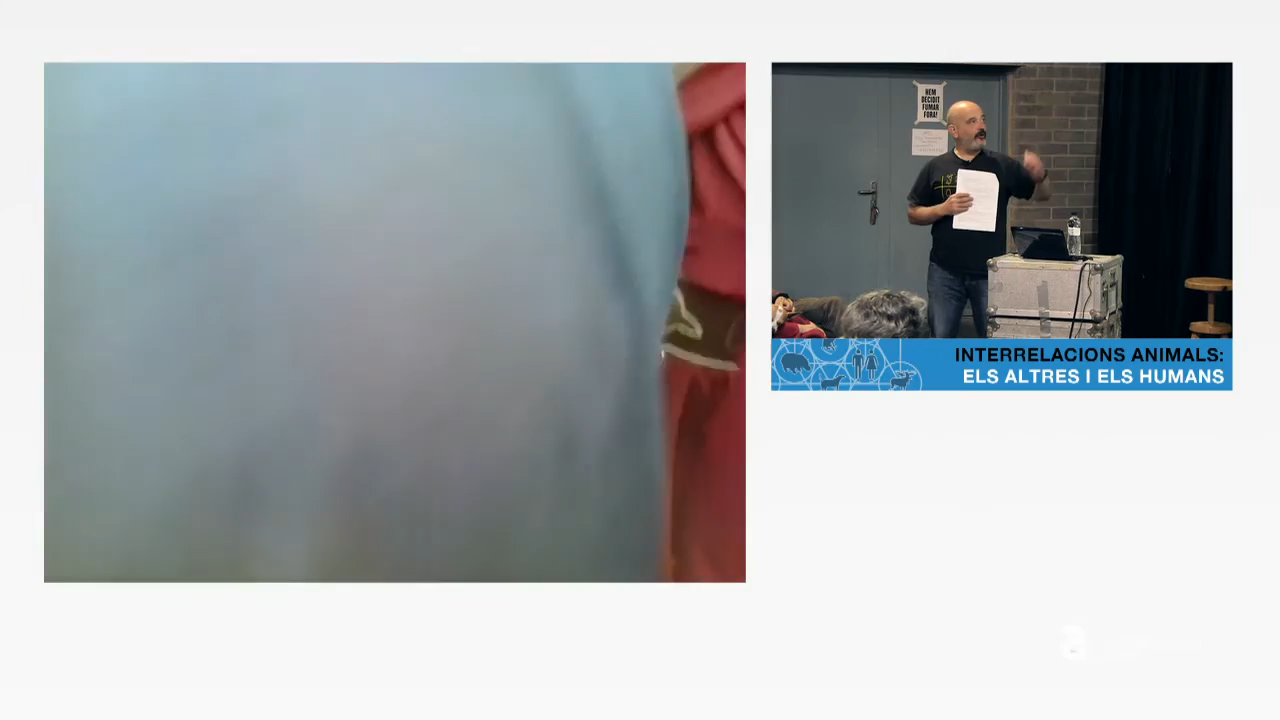 HEM
DECIDIT
FUMAR
FORA!
INTERRELACIONS ANIMALS:
ELS ALTRES I ELS HUMANS